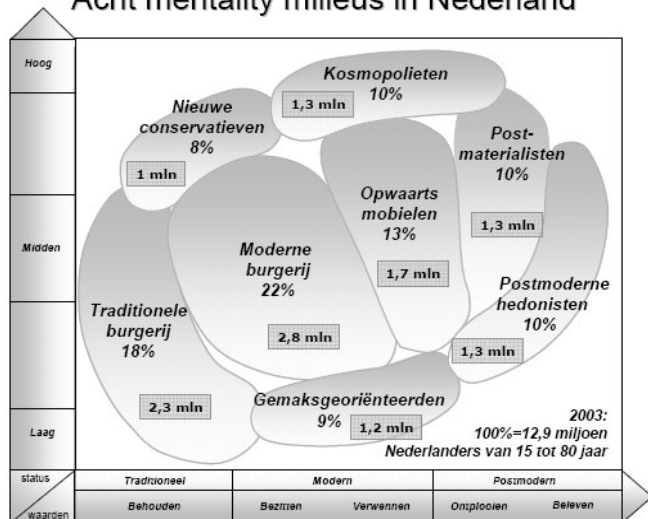 Acht mentality milieus in Nederland
Hoog
Midden
Laag
Kosmopolieten
10%
1,3 mln
Nieuwe
conservatieven
8%
1 mln
Post-
materialisten
10%
1,3 mln
Opwaarts
mobielen
13%
1,7 mln
Moderne
burgerij
22%
2,8 mln
Postmoderne
hedonisten
10%
1,3 mln
Traditionele
burgerij
18%
2,3 mln
Gemaksgeoriënteerden
9%
1,2 mln
2003:
100%=12,9 miljoen
Nederlanders van 15 tot 80 jaar
status
waarden
Traditioneel
Modern
Postmodern
Behouden
Bezitten
Verwennen
Ontplooien
Beleven